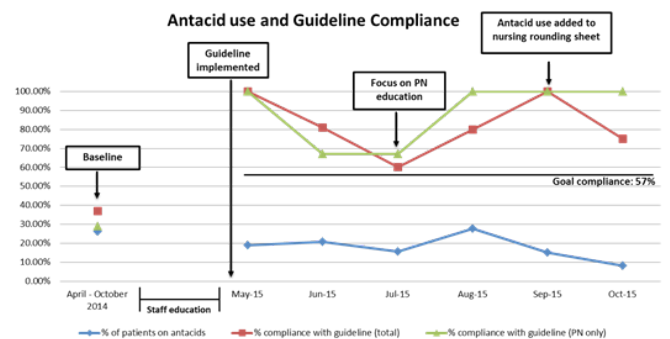 Antacid use and Guideline Compliance
Guideline
implemented
Antacid use added to
nursing rounding sheet
Focus on PN
education
Baseline
100.00%
90.00%
80.00%
70.00%
60.00%
50.00%
40.00%
30.00%
20.00%
10.00%
0.00%
Goal compliance: 57%
April - October
2014
Staff education
May-15
Jun-15
Jul-15
Aug-15
Sep-15
Oct-15
% of patients on antacids
% compliance with guideline (total)
% compliance with guideline (PN only)